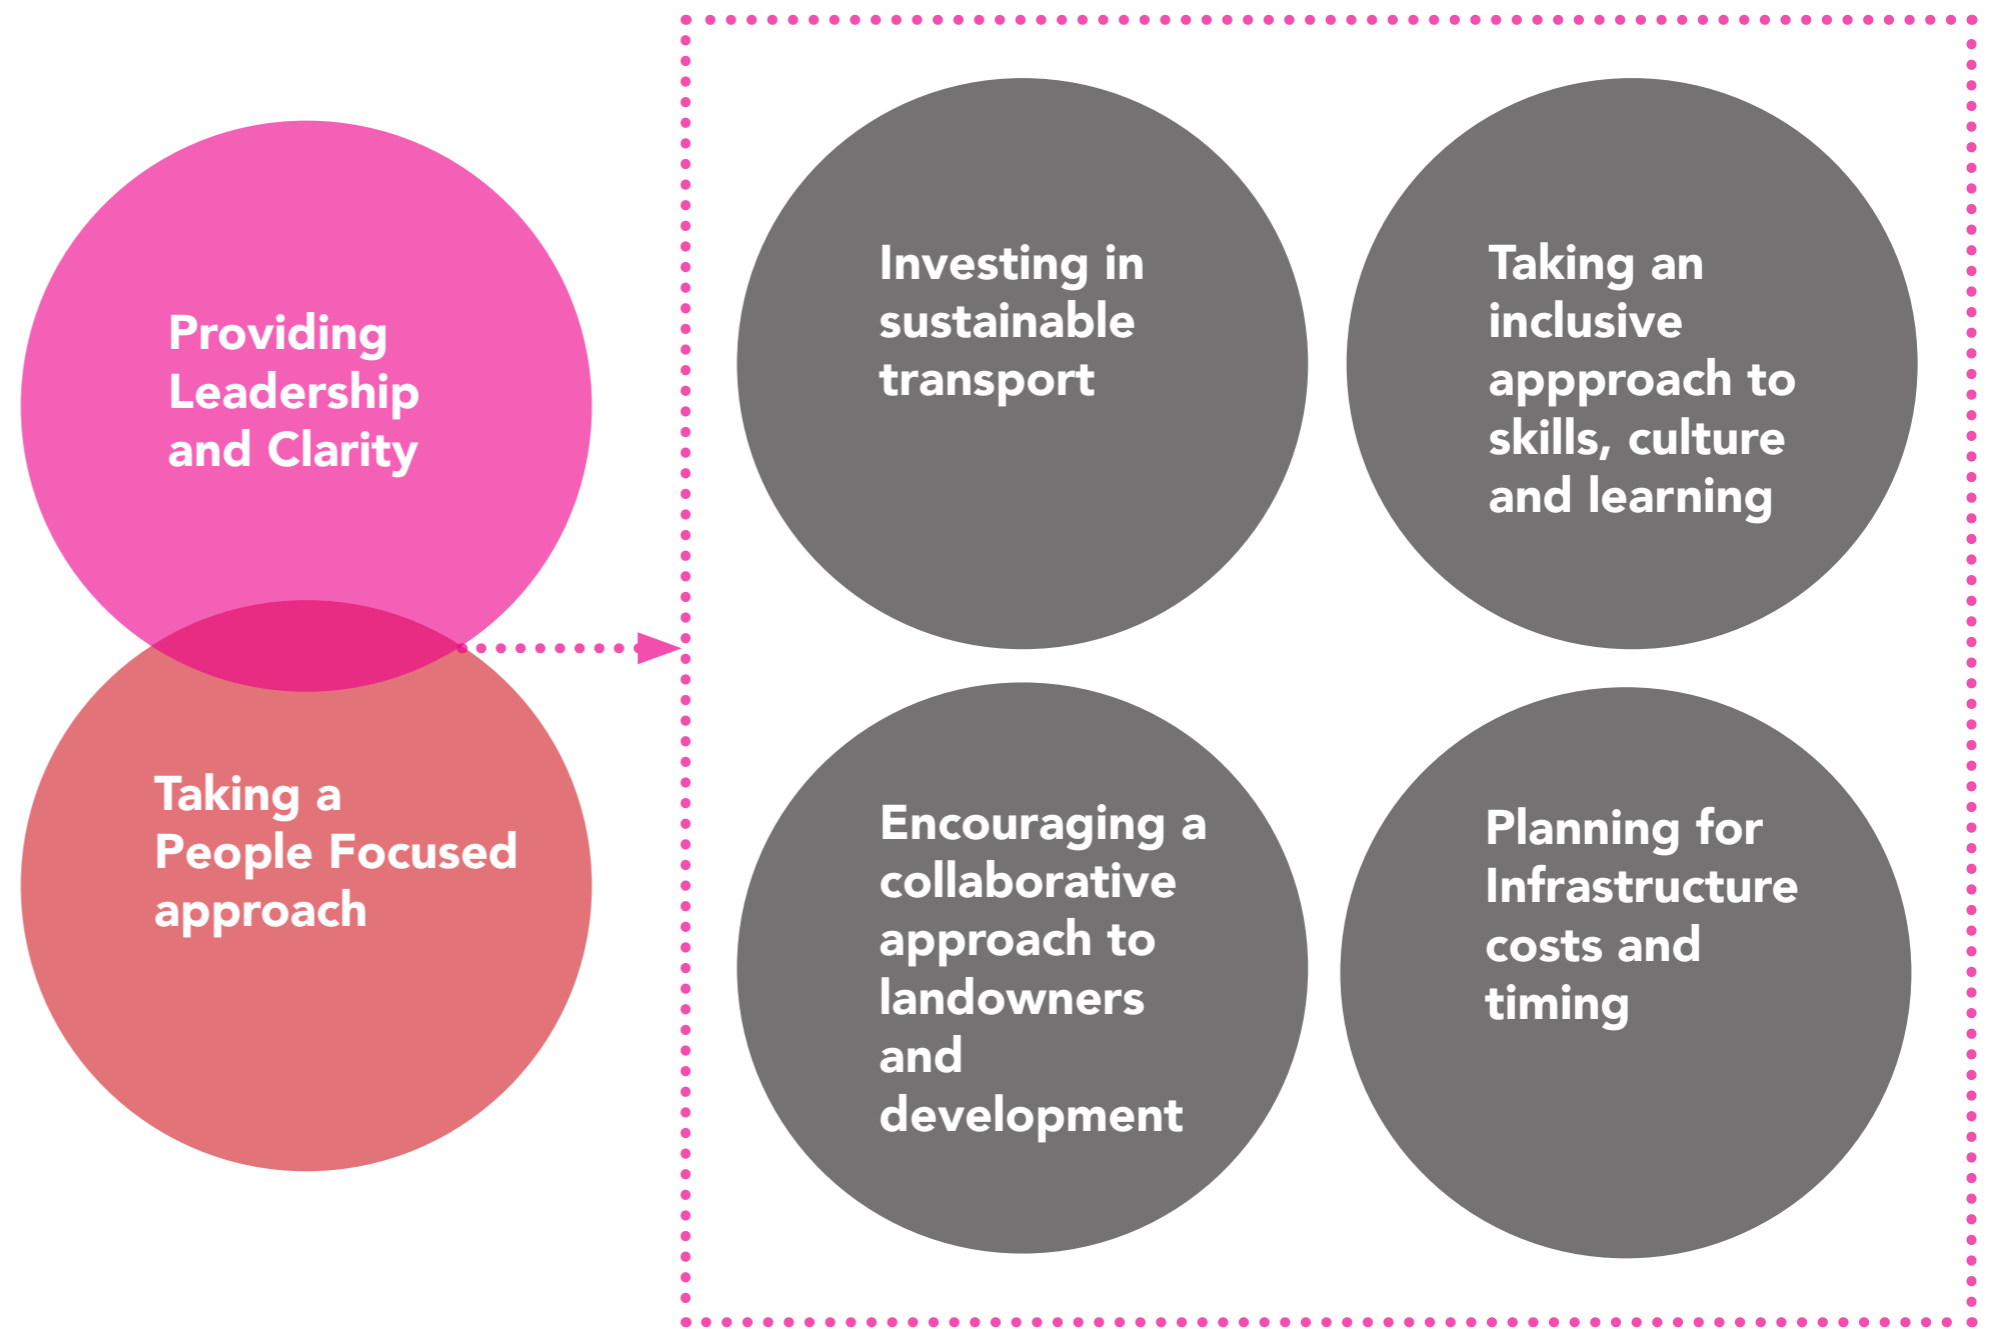 Providing
Leadership
and Clarity
Taking a
People Focused
approach
Investing in
sustainable
transport
Taking an
inclusive
appproach to
skills, culture
and learning
Encouraging a
collaborative
approach to
landowners
and
development
Planning for
Infrastructure
costs and
timing